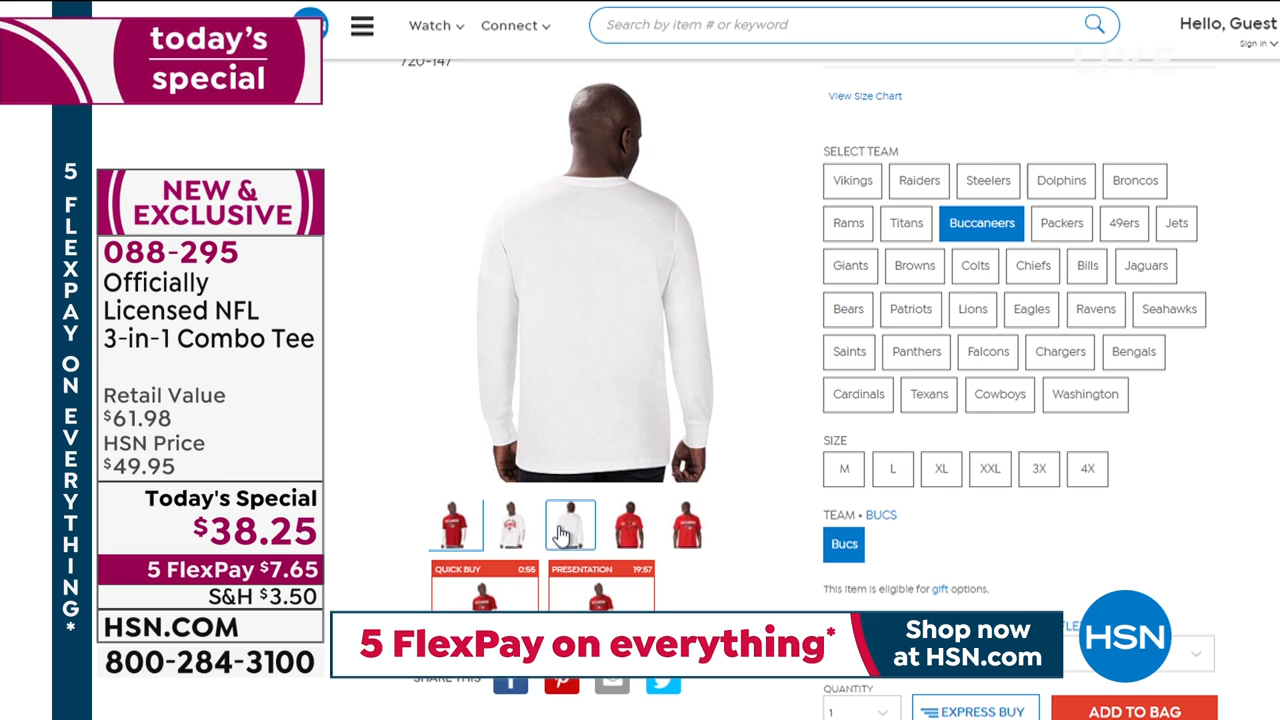 today's
special
Watch
Connect
Search by item # or keyword
Hello, Guest
Sign In
LIVE
720-147
View Size Chart
5 FLEXPAY ON EVERYTHING*
NEW &
EXCLUSIVE
088-295
Officially
Licensed NFL
3-in-1 Combo Tee
Retail Value
$61.98
HSN Price
$49.95
Today's Special
$38.25
5 FlexPay $7.65
S&H $3.50
HSN.COM
800-284-3100
SELECT TEAM
Vikings Raiders Steelers Dolphins Broncos
Rams Titans Buccaneers Packers 49ers Jets
Giants Browns Colts Chiefs Bills Jaguars
Bears Patriots Lions Eagles Ravens Seahawks
Saints Panthers Falcons Chargers Bengals
Cardinals Texans Cowboys Washington
SIZE
M L XL XXL 3X 4X
TEAM • BUCS
Bucs
This item is eligible for gift options.
QUICK BUY 0:56
PRESENTATION 19:57
5 FlexPay on everything*
Shop now
at HSN.com
HSN
SHARE THIS
QUANTITY
1
EXPRESS BUY
ADD TO BAG